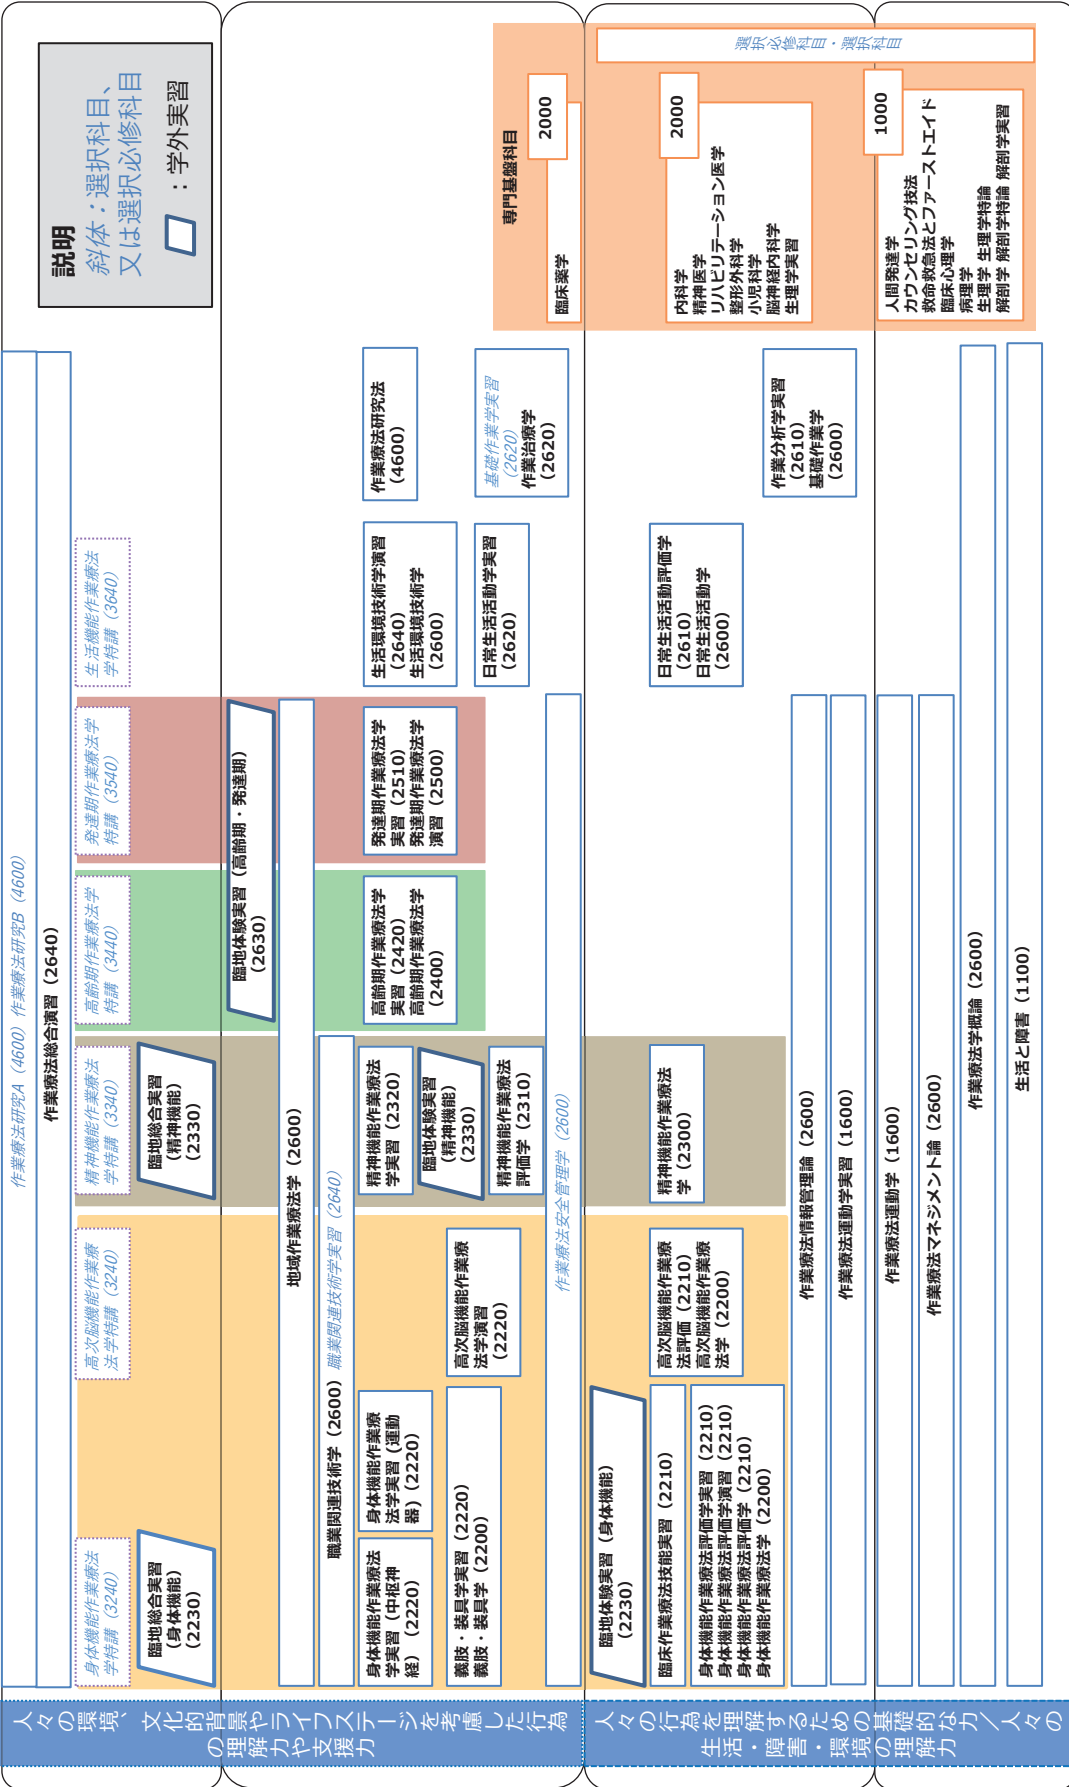 説明
斜体：選択科目、
又は選択必修科目
：学外実習
作業療法研究A（4600）作業療法研究B（4600）
作業療法総合演習（2640）
身体機能作業療法
学特講（3240）
高次脳機能作業療
法学特講（3240）
精神機能作業療法
学特講（3340）
高齢期作業療法学
特講（3440）
発達期作業療法学
特講（3540）
生活機能作業療法
学特講（3640）
臨地総合実習
（身体機能）
（2230）
臨地総合実習
（精神機能）
（2330）
臨地体験実習（高齢期・発達期）
（2630）
地域作業療法学（2600）
職業関連技術学（2600）職業関連技術学実習（2640）
身体機能作業療法
学実習（中枢神
経）（2220）
身体機能作業療
法学実習（運動
器）（2220）
精神機能作業療法
学実習（2320）
高齢期作業療法学
実習（2420）
高齢期作業療法学
（2400）
発達期作業療法学
実習（2510）
発達期作業療法学
演習（2500）
生活環境技術学演習
（2640）
生活環境技術学
（2600）
作業療法研究法
（4600）
臨地体験実習
（精神機能）
（2330）
義肢・装具学実習（2220）
義肢・装具学（2200）
高次脳機能作業療
法学演習
（2220）
精神機能作業療法
評価学（2310）
日常生活活動学実習
（2620）
基礎作業学実習
（2620）
作業治療学
（2620）
作業療法安全管理学（2600）
臨地体験実習（身体機能）
（2230）
臨床作業療法技能実習（2210）
身体機能作業療法評価学実習（2210）
身体機能作業療法評価学演習（2210）
身体機能作業療法評価学（2210）
身体機能作業療法学（2200）
高次脳機能作業療
法評価（2210）
高次脳機能作業療
法学（2200）
精神機能作業療法
学（2300）
日常生活活動評価学
（2610）
日常生活活動学
（2600）
作業分析学実習
（2610）
基礎作業学
（2600）
作業療法情報管理論（2600）
作業療法運動学実習（1600）
作業療法運動学（1600）
作業療法マネジメント論（2600）
作業療法学概論（2600）
生活と障害（1100）
専門基盤科目
2000
臨床薬学
選択必修科目・選択科目
2000
内科学
精神医学
リハビリテーション医学
整形外科学
小児科学
脳神経内科学
生理学実習
1000
人間発達学
カウンセリング技法
救命救急法とファーストエイド
臨床心理学
病理学
生理学 生理学特論
解剖学 解剖学特論 解剖学実習
人々の環境、文化的背景やライフステージを考慮した行為
の理解力や支援力
人々の行為を理解するための基礎的な力／人々の
生活・障害・環境の理解力